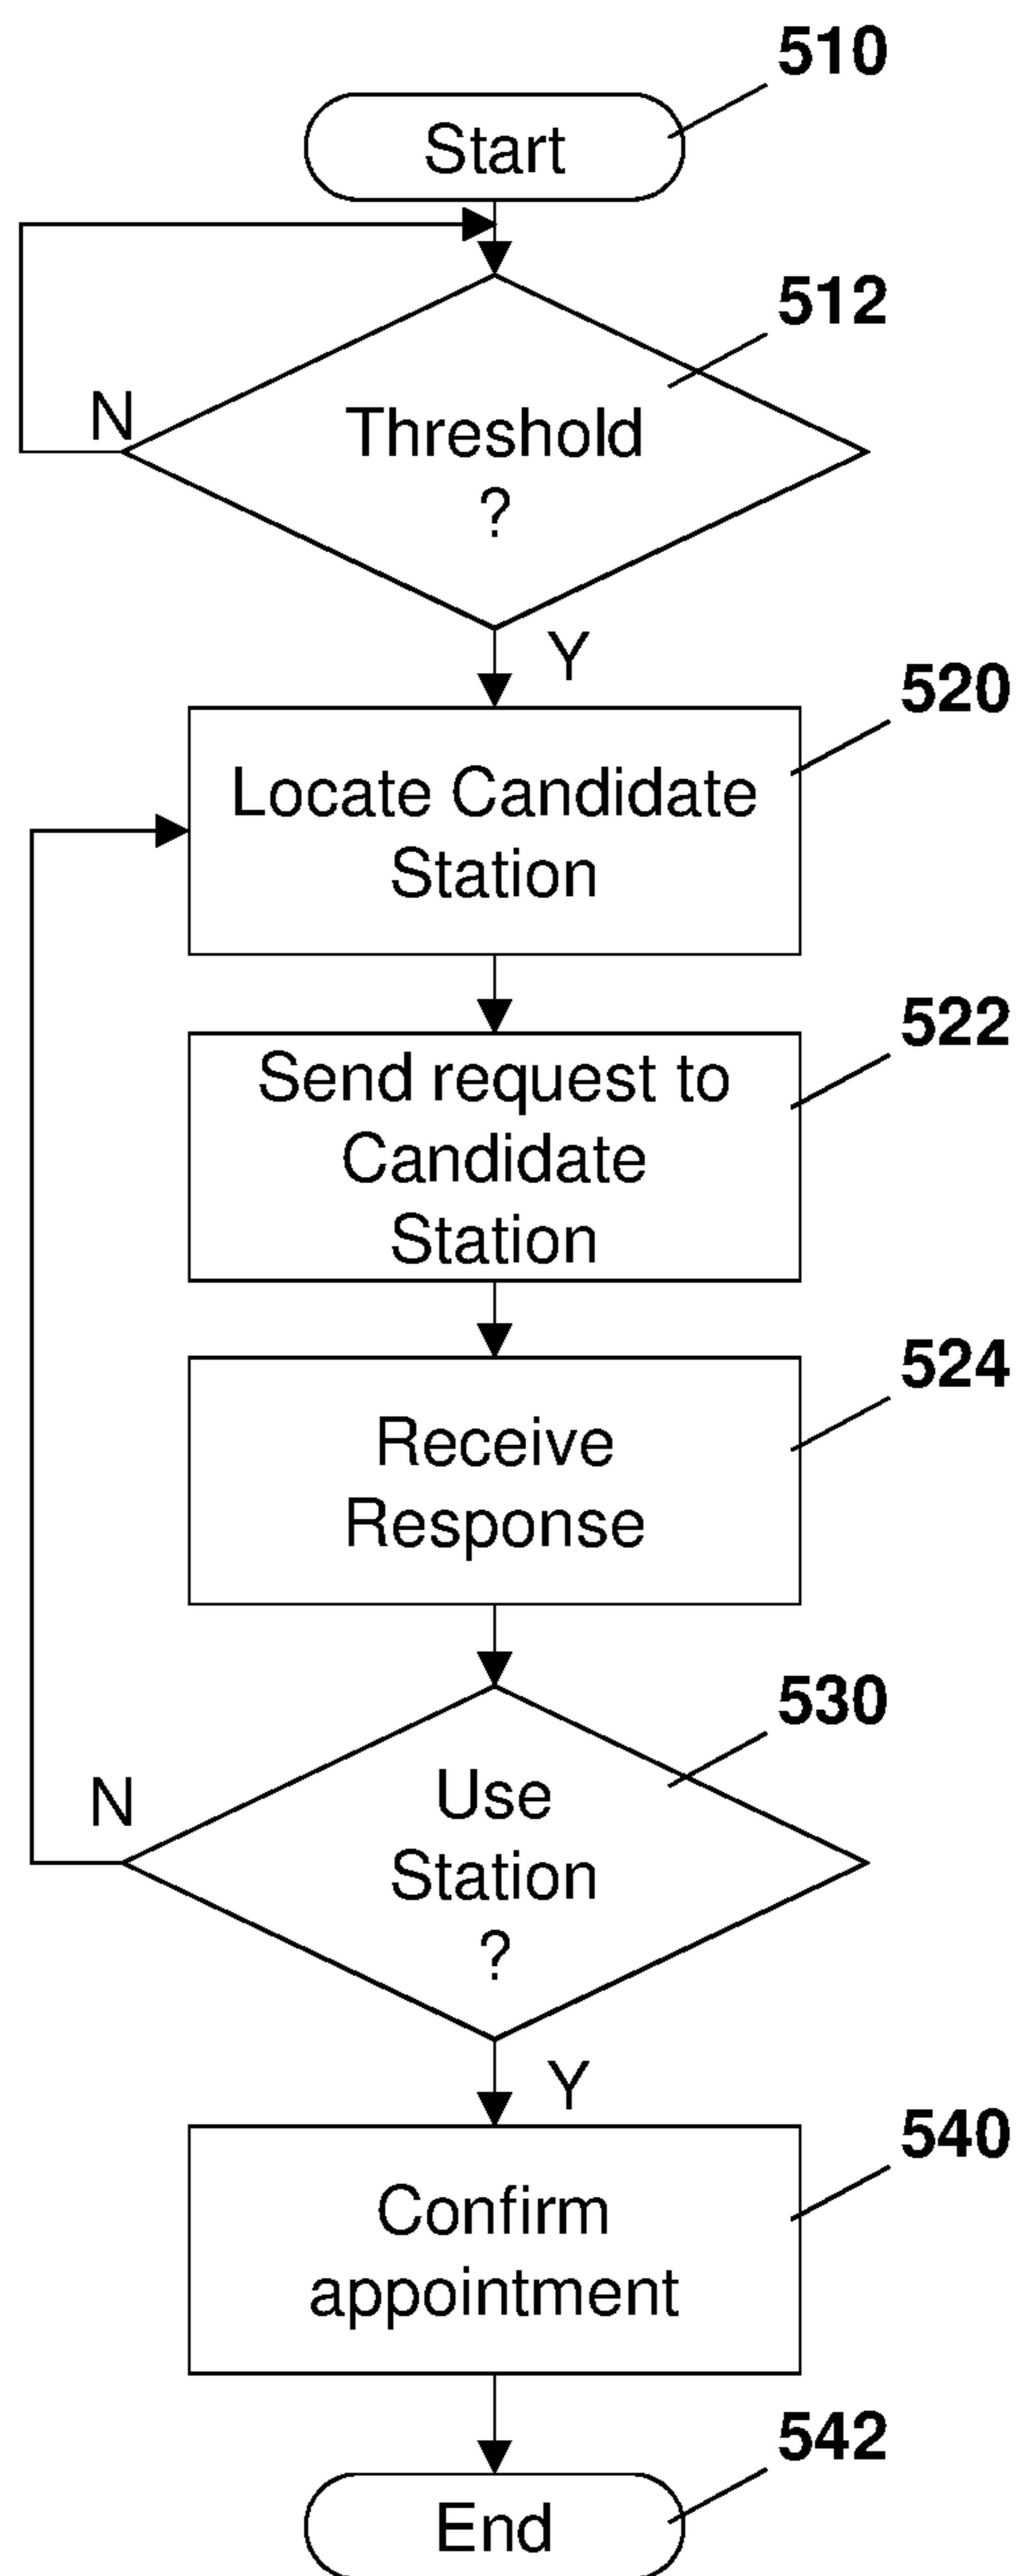 510
Start
512
N
Threshold
?
Y
520
Locate Candidate
Station
522
Send request to
Candidate
Station
524
Receive
Response
530
N
Use
Station
?
Y
540
Confirm
appointment
542
End